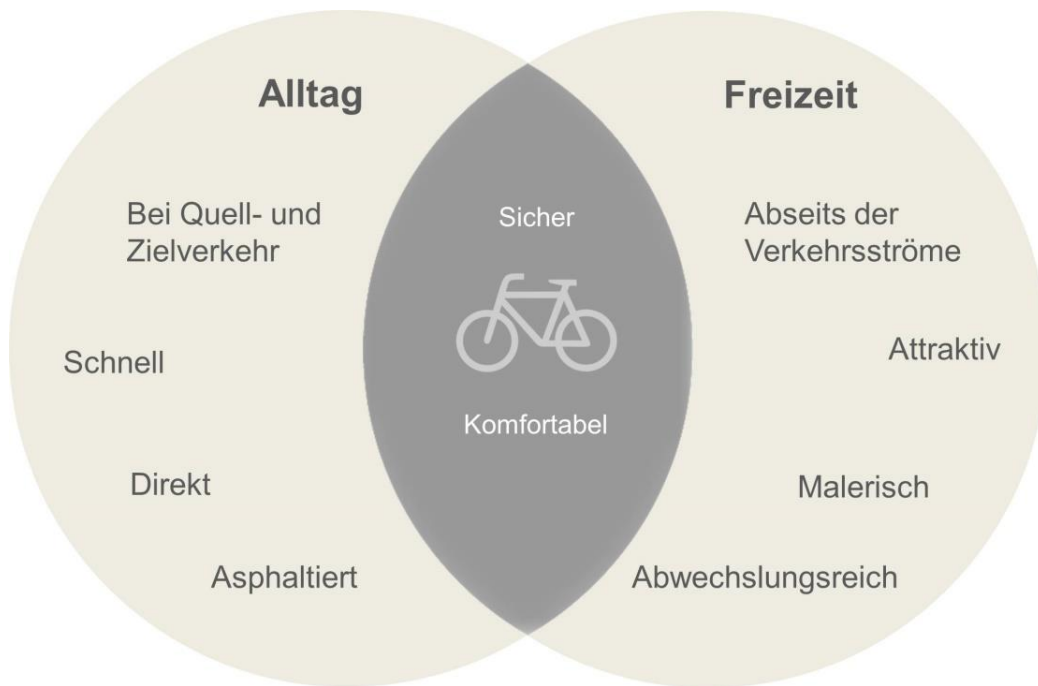 Alltag
Bei Quell- und
Zielverkehr
Schnell
Direkt
Asphaltiert
Sicher
Komfortabel
Freizeit
Abseits der
Verkehrsströme
Attraktiv
Malerisch
Abwechslungsreich